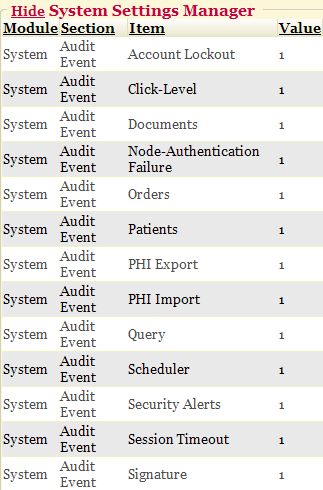 Hide System Settings Manager
Module Section Item Value
System Audit Event Account Lockout 1
System Audit Event Click-Level 1
System Audit Event Documents 1
System Audit Event Node-Authentication Failure 1
System Audit Event Orders 1
System Audit Event Patients 1
System Audit Event PHI Export 1
System Audit Event PHI Import 1
System Audit Event Query 1
System Audit Event Scheduler 1
System Audit Event Security Alerts 1
System Audit Event Session Timeout 1
System Audit Event Signature 1